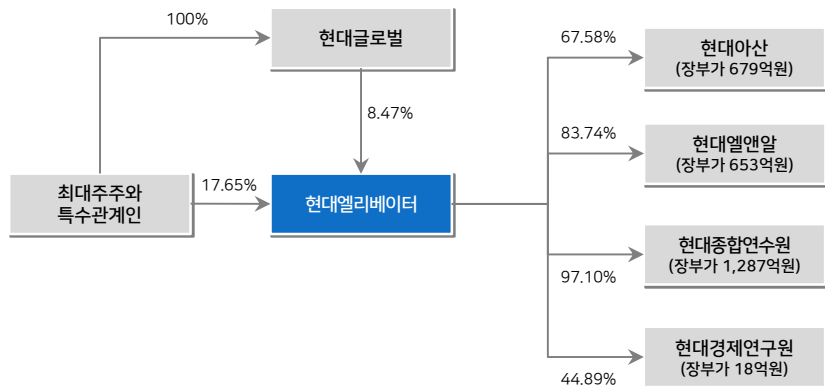 100%
현대글로벌
8.47%
최대주주와
특수관계인
17.65%
현대엘리베이터
67.58%
현대아산
(장부가 679억원)
83.74%
현대엘앤알
(장부가 653억원)
97.10%
현대종합연수원
(장부가 1,287억원)
44.89%
현대경제연구원
(장부가 18억원)